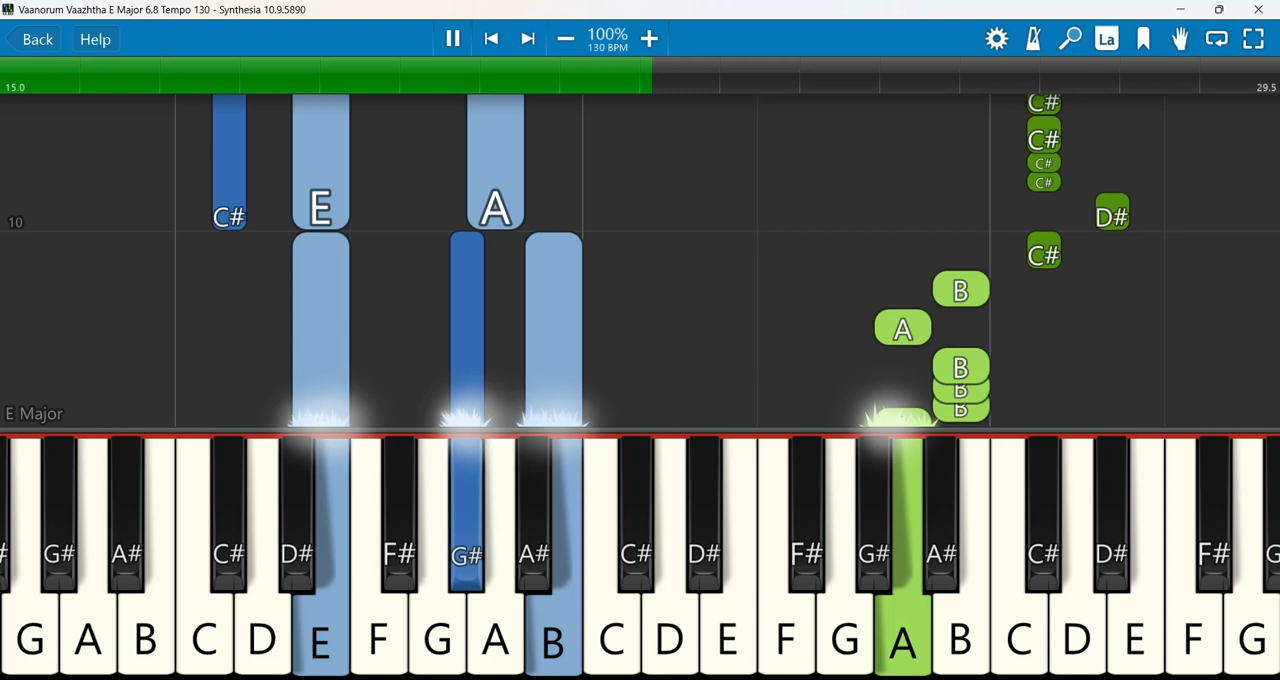 Vaanorum Vaazhtha E Major 6.8 Tempo 130 - Synthesia 10.9.5890
Back Help 100% La
130 BPM
15.0 29.5
C#
C#
C#
C#
C# E A D#
10
C#
B
A
B
B
B
E Major
# G# A# C# D# F# G# A# C# D# F# G# A# C# D# F# G
G A B C D E F G A B C D E F G A B C D E F G